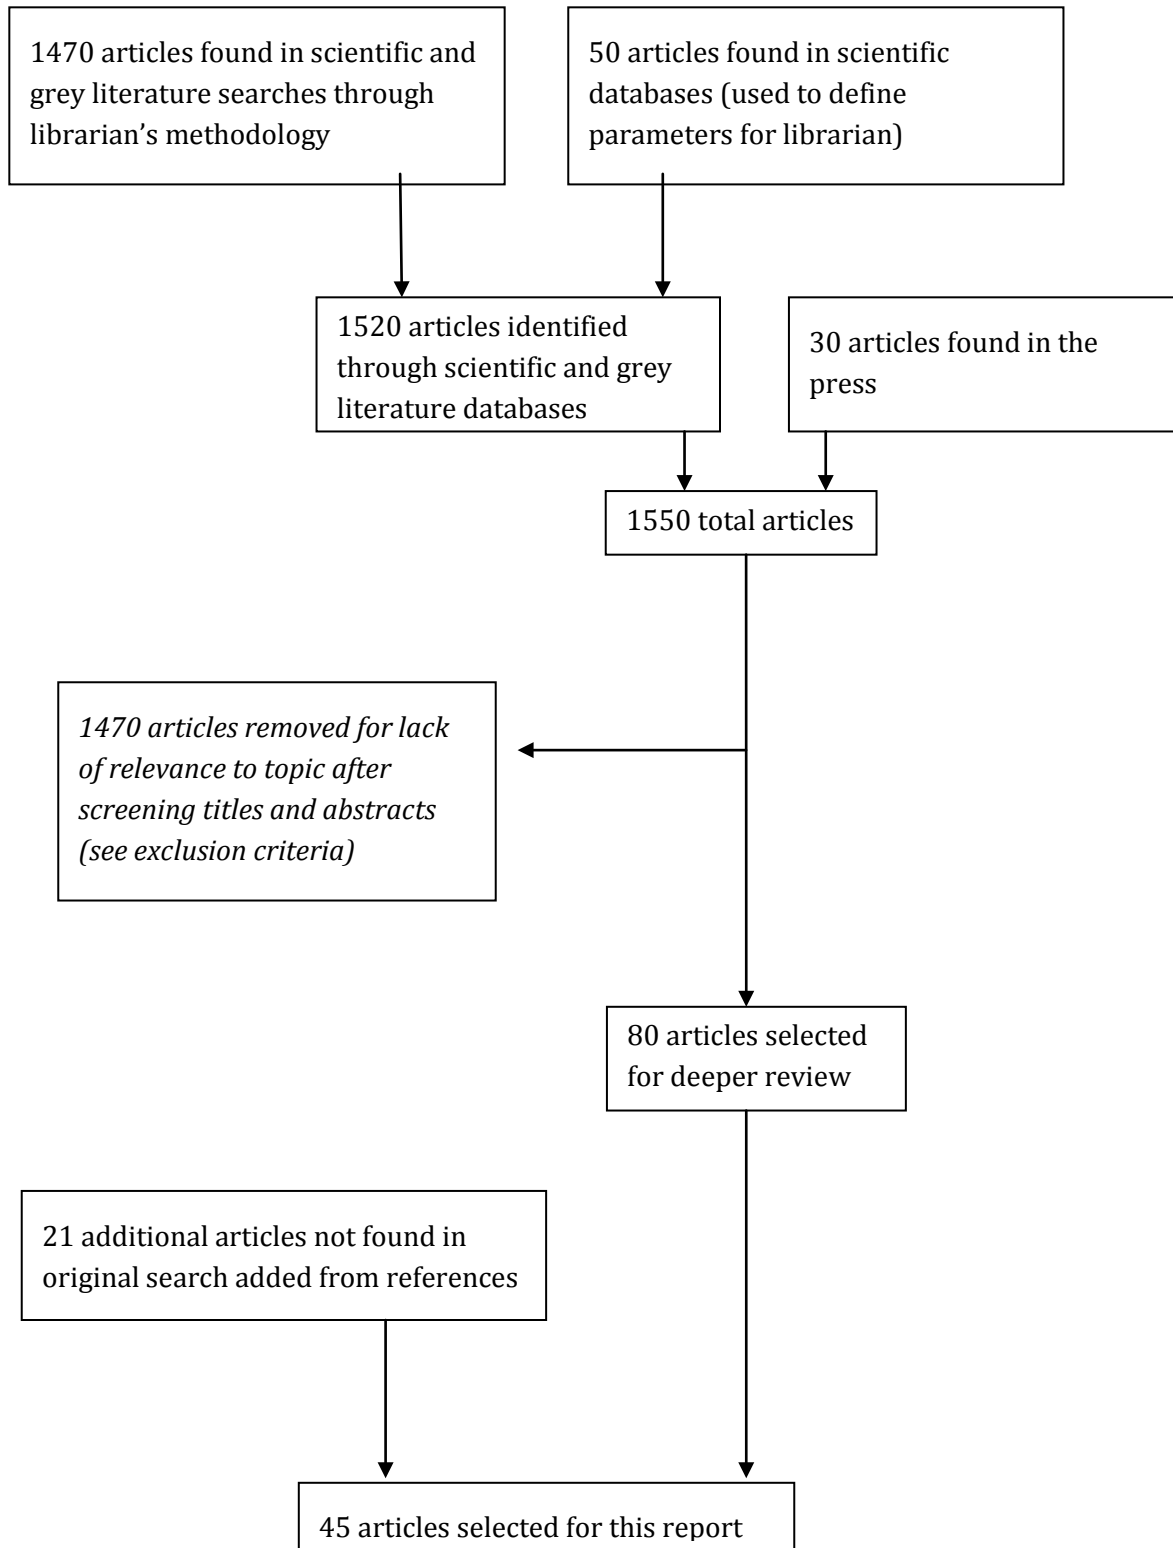 1470 articles found in scientific and
grey literature searches through
librarian’s methodology
50 articles found in scientific
databases (used to define
parameters for librarian)
1520 articles identified
through scientific and grey
literature databases
30 articles found in the
press
1550 total articles
1470 articles removed for lack
of relevance to topic after
screening titles and abstracts
(see exclusion criteria)
80 articles selected
for deeper review
21 additional articles not found in
original search added from references
45 articles selected for this report